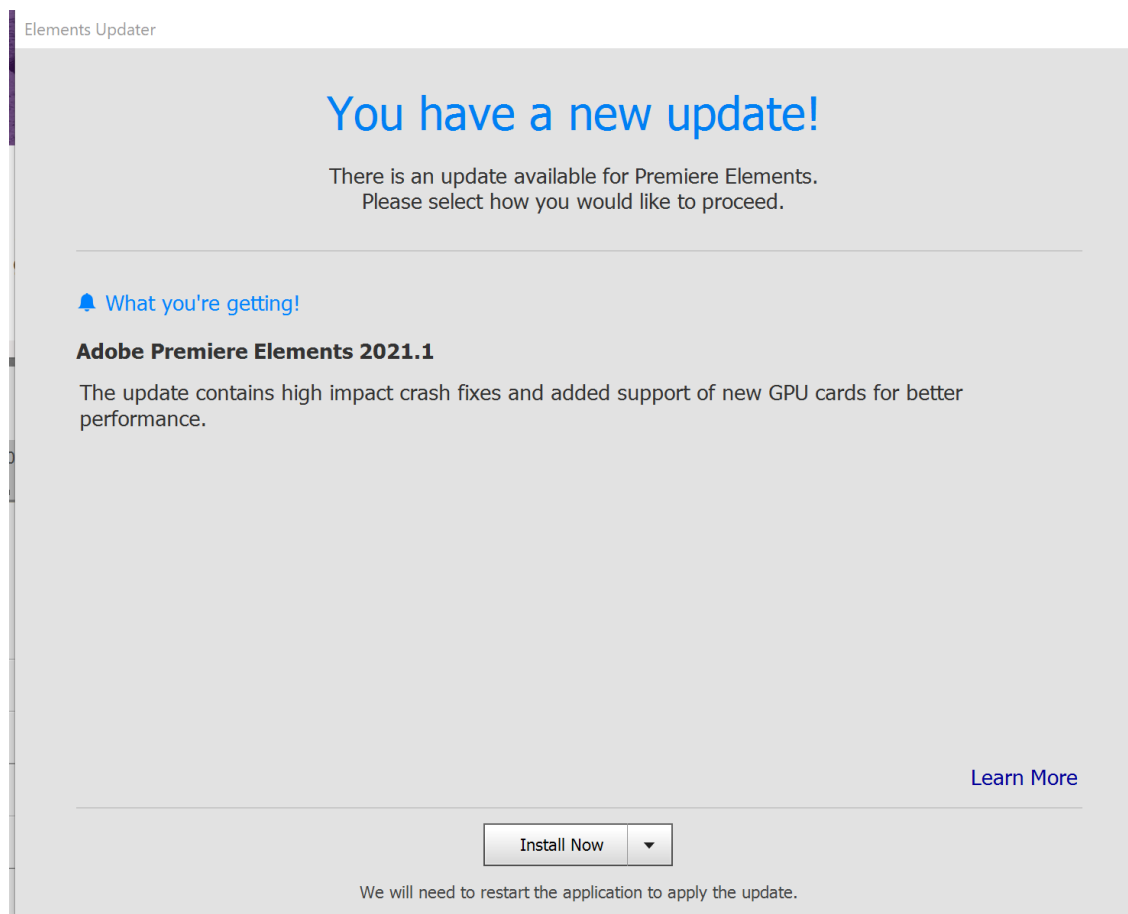 Elements Updater
You have a new update!
There is an update available for Premiere Elements.
Please select how you would like to proceed.
What you're getting!
Adobe Premiere Elements 2021.1
The update contains high impact crash fixes and added support of new GPU cards for better
performance.
Learn More
Install Now
We will need to restart the application to apply the update.